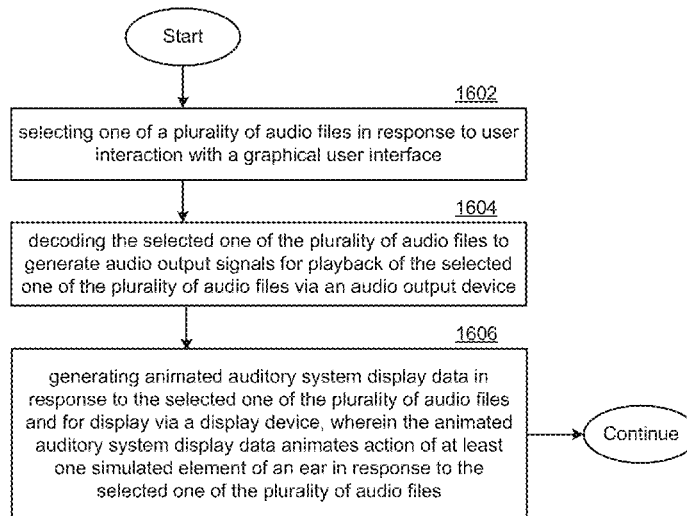 Start
1602
selecting one of a plurality of audio files in response to user
interaction with a graphical user interface
1604
decoding the selected one of the plurality of audio files to
generate audio output signals for playback of the selected
one of the plurality of audio files via an audio output device
1606
generating animated auditory system display data in
response to the selected one of the plurality of audio files
and for display via a display device, wherein the animated
auditory system display data animates action of at least
one simulated element of an ear in response to the
selected one of the plurality of audio files
Continue